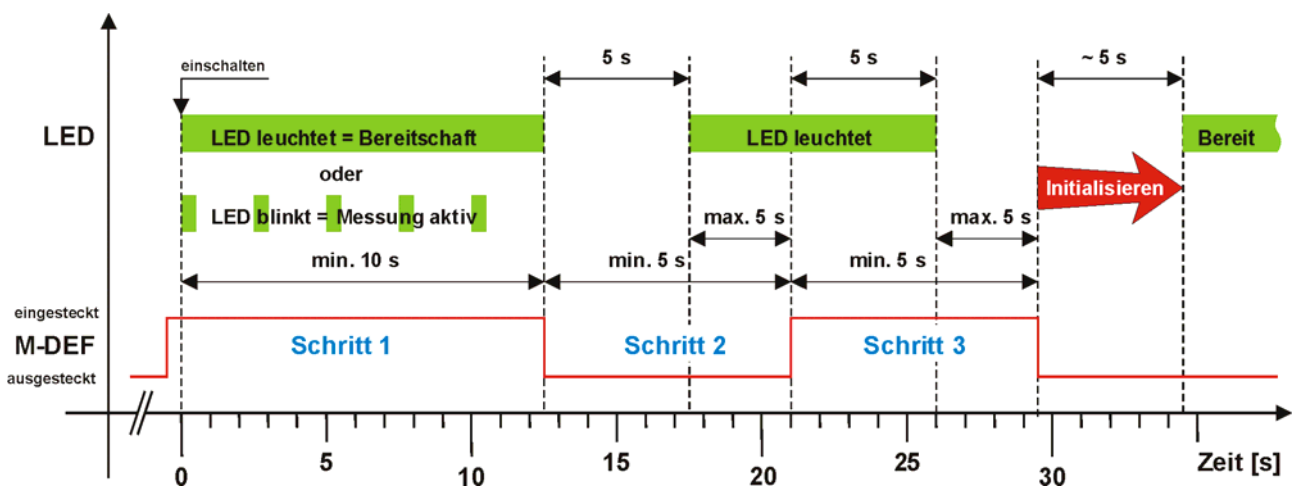 einschalten
5 s
5 s
~ 5 s
LED
LED leuchtet = Bereitschaft
LED leuchtet
Bereit
oder
Initialisieren
LED blinkt = Messung aktiv
max. 5 s
max. 5 s
min. 10 s
min. 5 s
min. 5 s
eingesteckt
M-DEF
Schritt 1
Schritt 2
Schritt 3
ausgesteckt
0
5
10
15
20
25
30
Zeit [s]